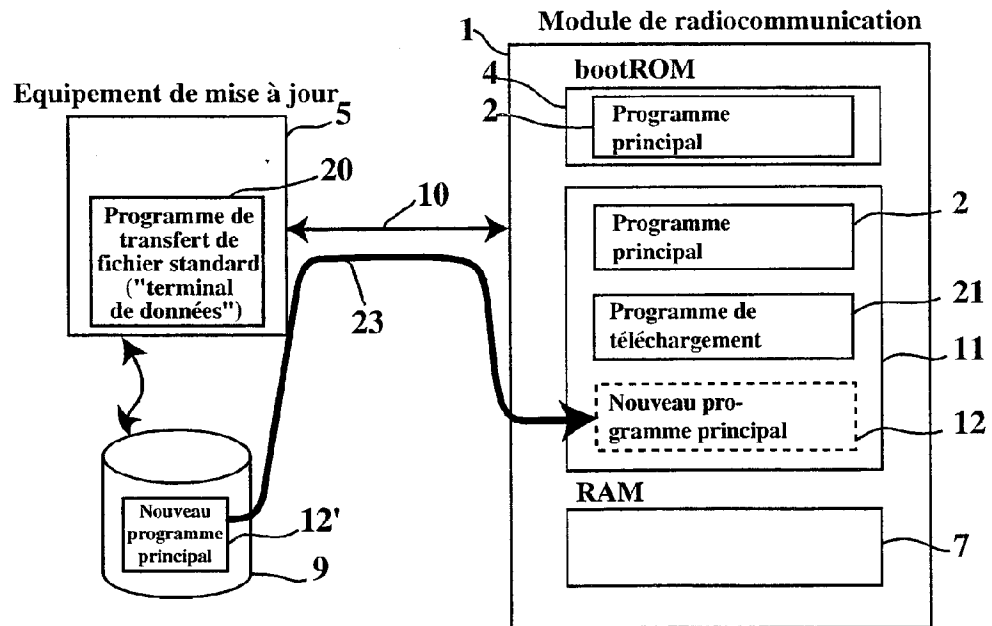 Module de radiocommunication
1
bootROM
4
2
Programme
principal
Equipement de mise à jour
5
20
Programme de
transfert de
fichier standard
("terminal
de données")
10
23
Programme
principal
2
Programme de
téléchargement
21
11
Nouveau pro-
gramme principal
12
RAM
7
Nouveau
programme
principal
12'
9